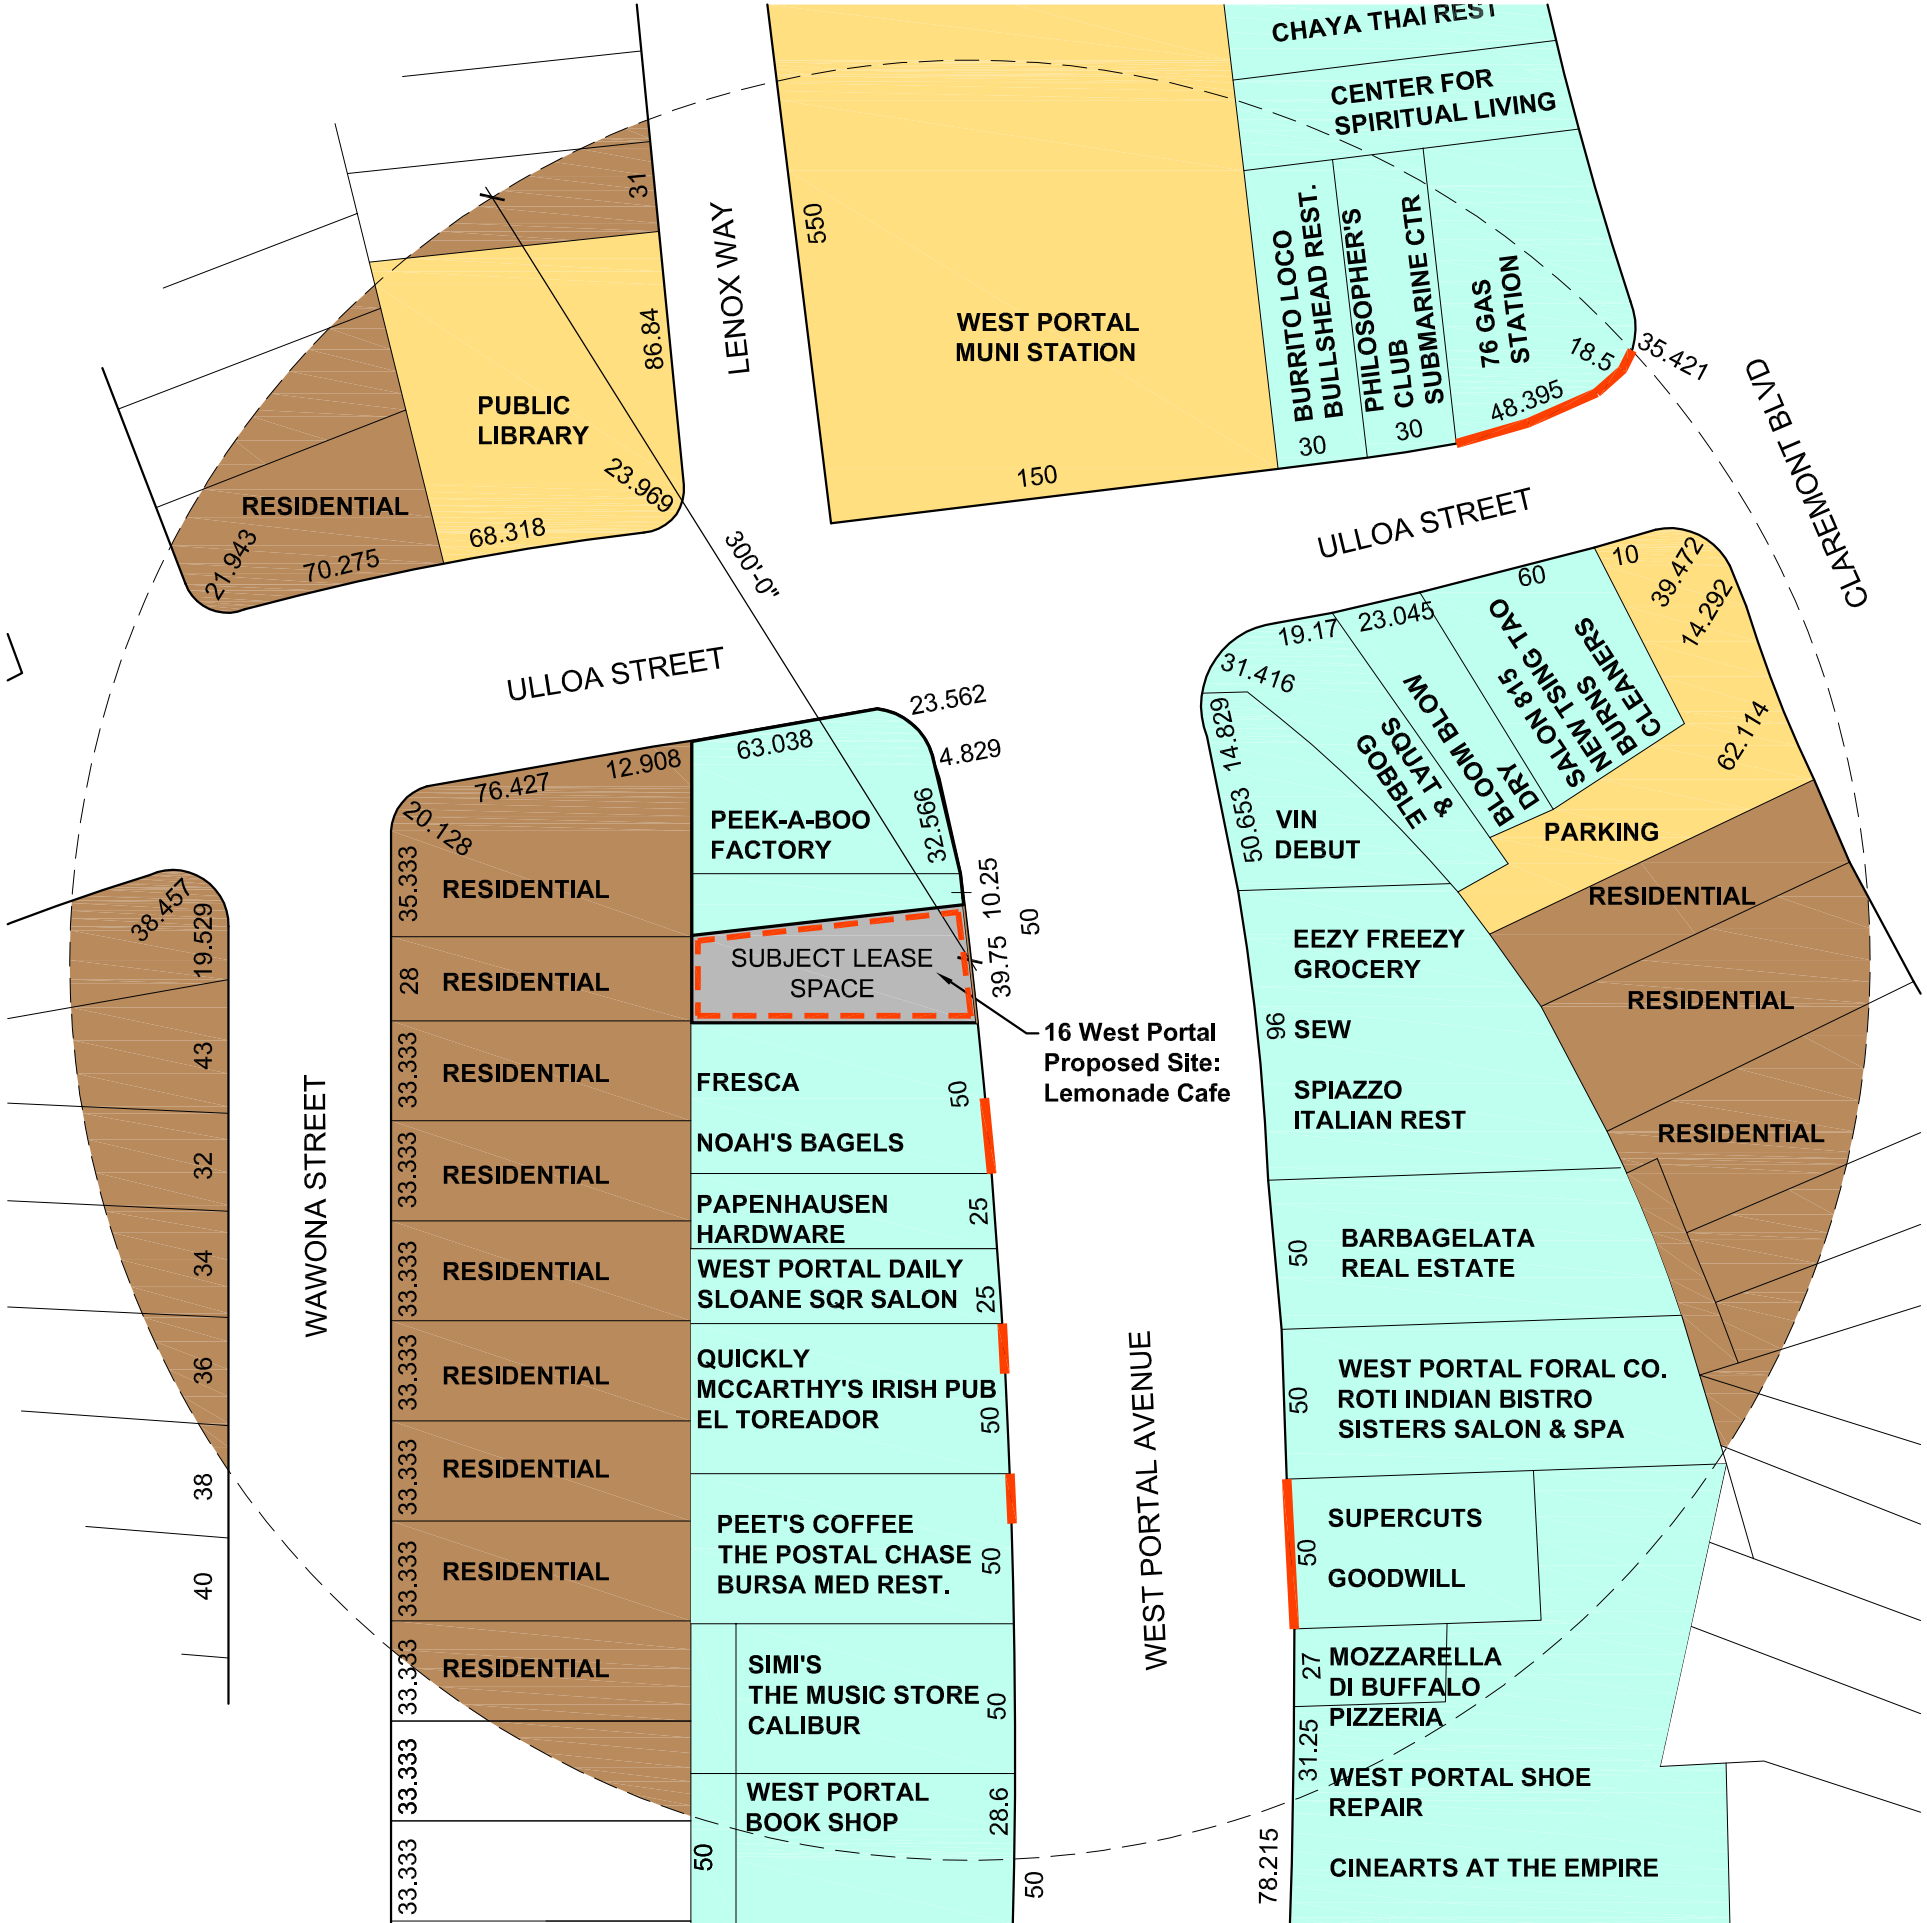 CHAYA THAI REST
CENTER FOR
SPIRITUAL LIVING
31
LENOX WAY
550
WEST PORTAL
MUNI STATION
150
BURRITO LOCO
BULLSHEAD REST.
30
PHILOSOPHER'S
CLUB
SUBMARINE CTR
30
76 GAS
STATION
18.5
48.395
35.421
CLAREMONT BLVD
86.84
PUBLIC
LIBRARY
23.969
68.318
RESIDENTIAL
21.943
70.275
300'-0"
ULLOA STREET
ULLOA STREET
10
39.472
14.292
62.114
60
23.045
19.17
31.416
14.829
50.653
SALON 815
NEW TSING TAO
BURNS
CLEANERS
BLOOM BLOW
DRY
SQUAT &
GOBBLE
VIN
DEBUT
PARKING
RESIDENTIAL
RESIDENTIAL
RESIDENTIAL
23.562
4.829
63.038
12.908
76.427
20.128
PEEK-A-BOO
FACTORY
32.566
10.25
50
39.75
SUBJECT LEASE
SPACE
16 West Portal
Proposed Site:
Lemonade Cafe
38.457
19.529
43
32
34
36
38
40
WAWONA STREET
35.333
RESIDENTIAL
28
RESIDENTIAL
33.333
RESIDENTIAL
33.333
RESIDENTIAL
33.333
RESIDENTIAL
33.333
RESIDENTIAL
33.333
RESIDENTIAL
33.333
RESIDENTIAL
33.333
RESIDENTIAL
33.333
33.333
FRESCA
50
NOAH'S BAGELS
PAPENHAUSEN
HARDWARE
25
WEST PORTAL DAILY
SLOANE SQR SALON
25
QUICKLY
MCCARTHY'S IRISH PUB
EL TOREADOR
50
PEET'S COFFEE
THE POSTAL CHASE
BURSA MED REST.
50
SIMI'S
THE MUSIC STORE
CALIBUR
50
WEST PORTAL
BOOK SHOP
28.6
50
50
WEST PORTAL AVENUE
EEZY FREEZY
GROCERY
96
SEW
SPIAZZO
ITALIAN REST
50
BARBAGELATA
REAL ESTATE
50
WEST PORTAL FORAL CO.
ROTI INDIAN BISTRO
SISTERS SALON & SPA
50
SUPERCUTS
GOODWILL
27
MOZZARELLA
DI BUFFALO
PIZZERIA
31.25
WEST PORTAL SHOE
REPAIR
78.215
CINEARTS AT THE EMPIRE